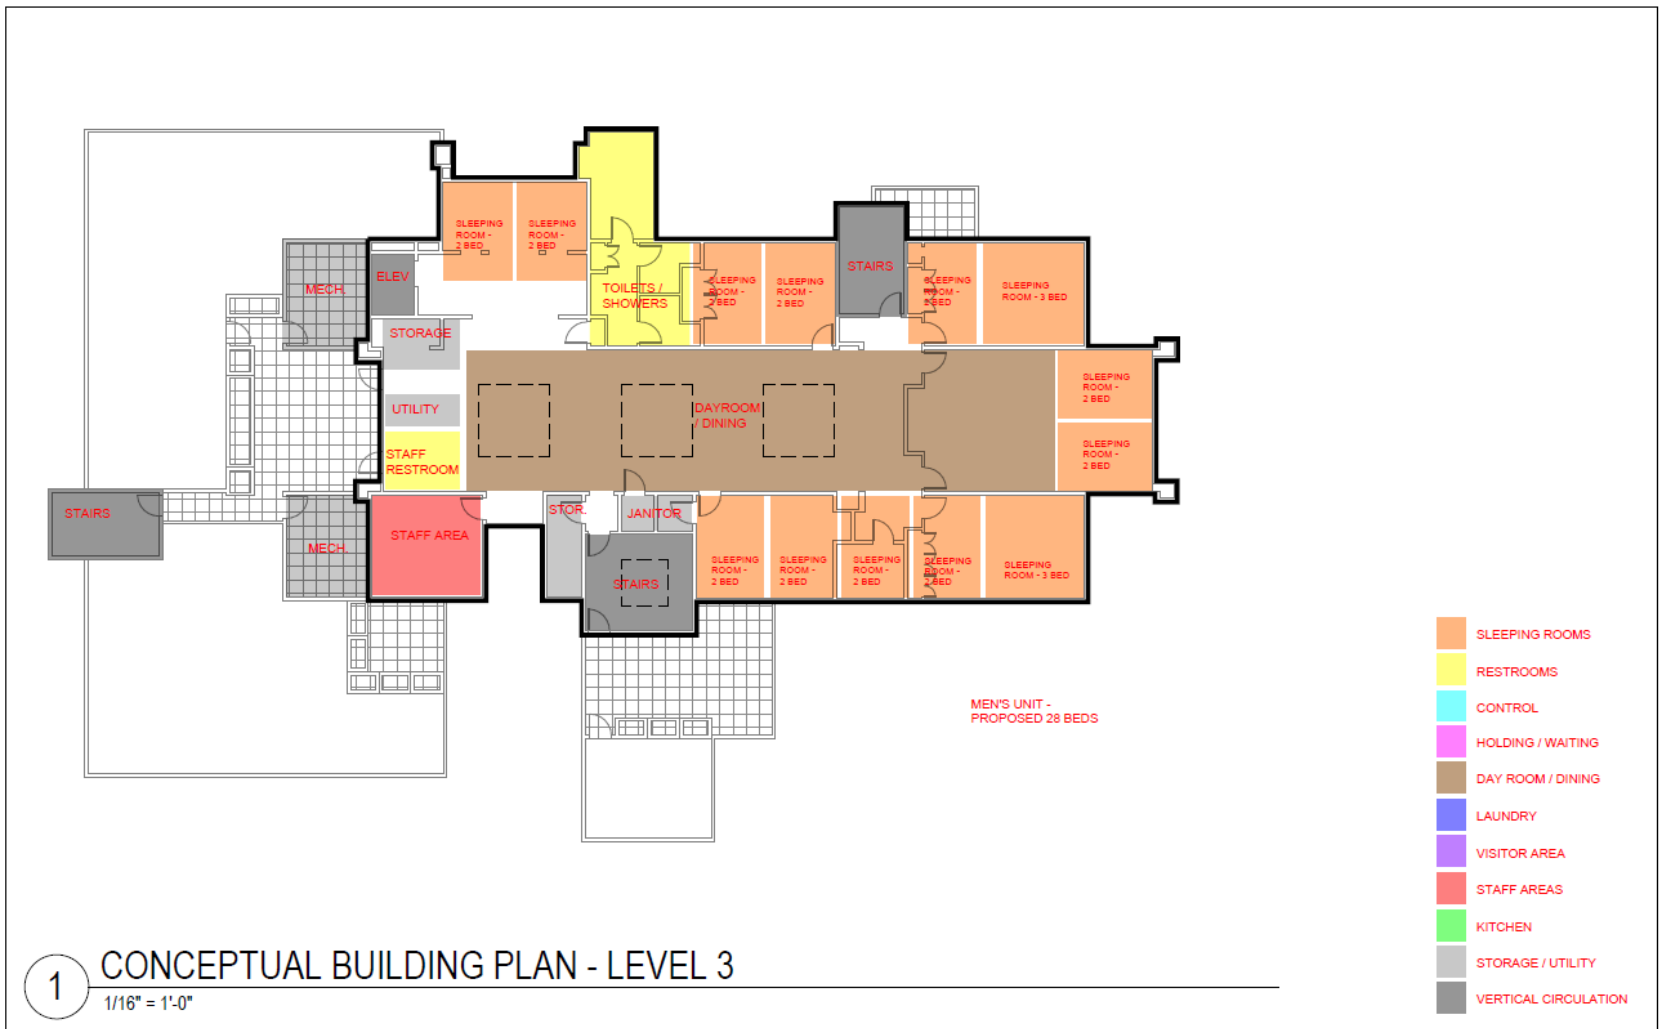 SLEEPING
ROOM -
2 BED
SLEEPING
ROOM -
2 BED
ELEV
MECH.
TOILETS /
SHOWERS
SLEEPING
ROOM -
2 BED
SLEEPING
ROOM -
2 BED
STAIRS
SLEEPING
ROOM -
2 BED
SLEEPING
ROOM - 3 BED
STORAGE
UTILITY
STAFF
RESTROOM
DAYROOM
/ DINING
SLEEPING
ROOM -
2 BED
SLEEPING
ROOM -
2 BED
STAIRS
MECH.
STAFF AREA
STOR.
JANITOR
STAIRS
SLEEPING
ROOM -
2 BED
SLEEPING
ROOM -
2 BED
SLEEPING
ROOM -
2 BED
SLEEPING
ROOM -
2 BED
SLEEPING
ROOM - 3 BED
MEN'S UNIT -
PROPOSED 28 BEDS
SLEEPING ROOMS
RESTROOMS
CONTROL
HOLDING / WAITING
DAY ROOM / DINING
LAUNDRY
VISITOR AREA
STAFF AREAS
KITCHEN
STORAGE / UTILITY
VERTICAL CIRCULATION
1
CONCEPTUAL BUILDING PLAN - LEVEL 3
1/16" = 1'-0"